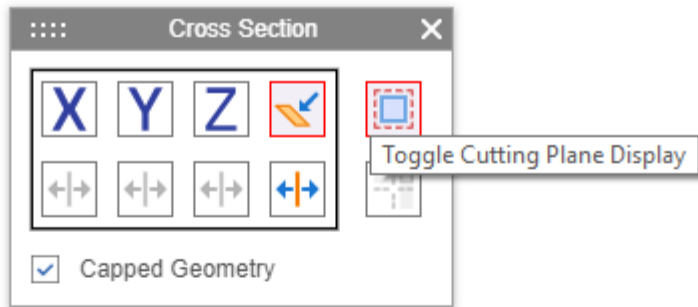 Cross Section
X Y Z
Toggle Cutting Plane Display
Capped Geometry